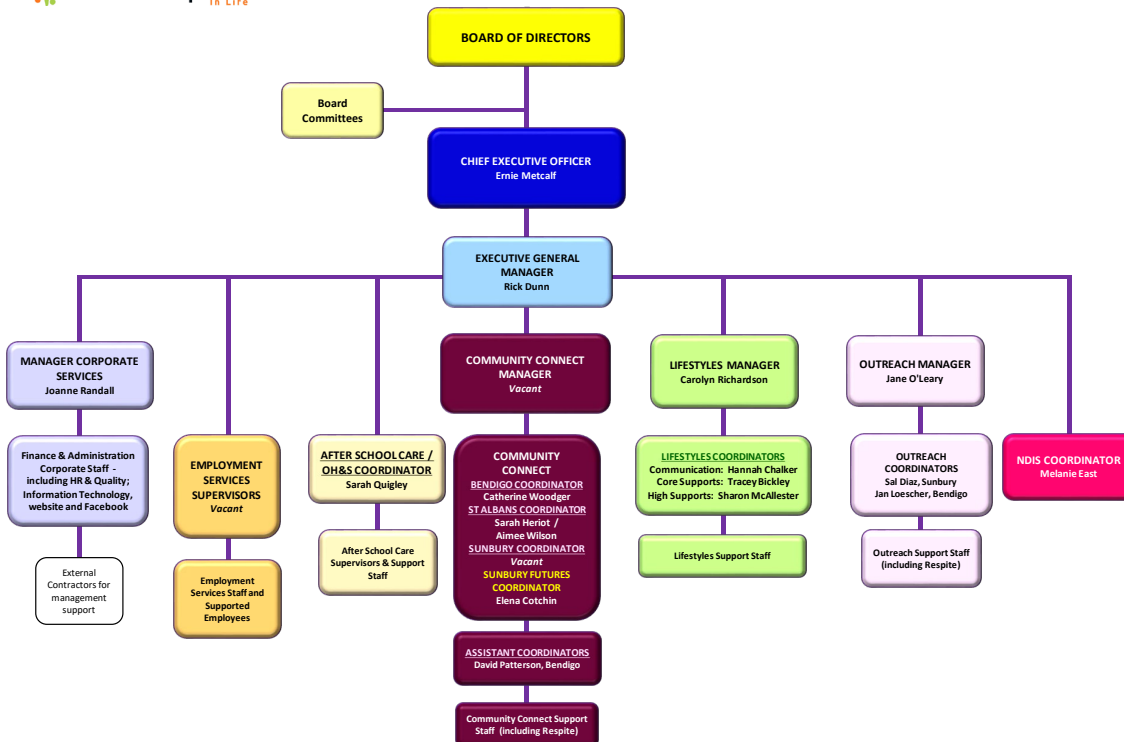 in Life
BOARD OF DIRECTORS
Board
Committees
CHIEF EXECUTIVE OFFICER
Ernie Metcalf
EXECUTIVE GENERAL
MANAGER
Rick Dunn
MANAGER CORPORATE
SERVICES
Joanne Randall
COMMUNITY CONNECT
MANAGER
Vacant
LIFESTYLES MANAGER
Carolyn Richardson
OUTREACH MANAGER
Jane O'Leary
Finance & Administration
Corporate Staff -
including HR & Quality;
Information Technology,
website and Facebook
EMPLOYMENT
SERVICES
SUPERVISORS
Vacant
AFTER SCHOOL CARE /
OH&S COORDINATOR
Sarah Quigley
COMMUNITY
CONNECT
BENDIGO COORDINATOR
Catherine Woodger
ST ALBANS COORDINATOR
Sarah Heriot /
Aimee Wilson
SUNBURY COORDINATOR
Vacant
SUNBURY FUTURES
COORDINATOR
Elena Cotchin
LIFESTYLES COORDINATORS
Communication: Hannah Chalker
Core Supports: Tracey Bickley
High Supports: Sharon McAllester
OUTREACH
COORDINATORS
Sal Diaz, Sunbury
Jan Loescher, Bendigo
NDIS COORDINATOR
Melanie East
External
Contractors for
management
support
Employment
Services Staff and
Supported
Employees
After School Care
Supervisors & Support
Staff
Lifestyles Support Staff
Outreach Support Staff
(including Respite)
ASSISTANT COORDINATORS
David Patterson, Bendigo
Community Connect Support
Staff (including Respite)